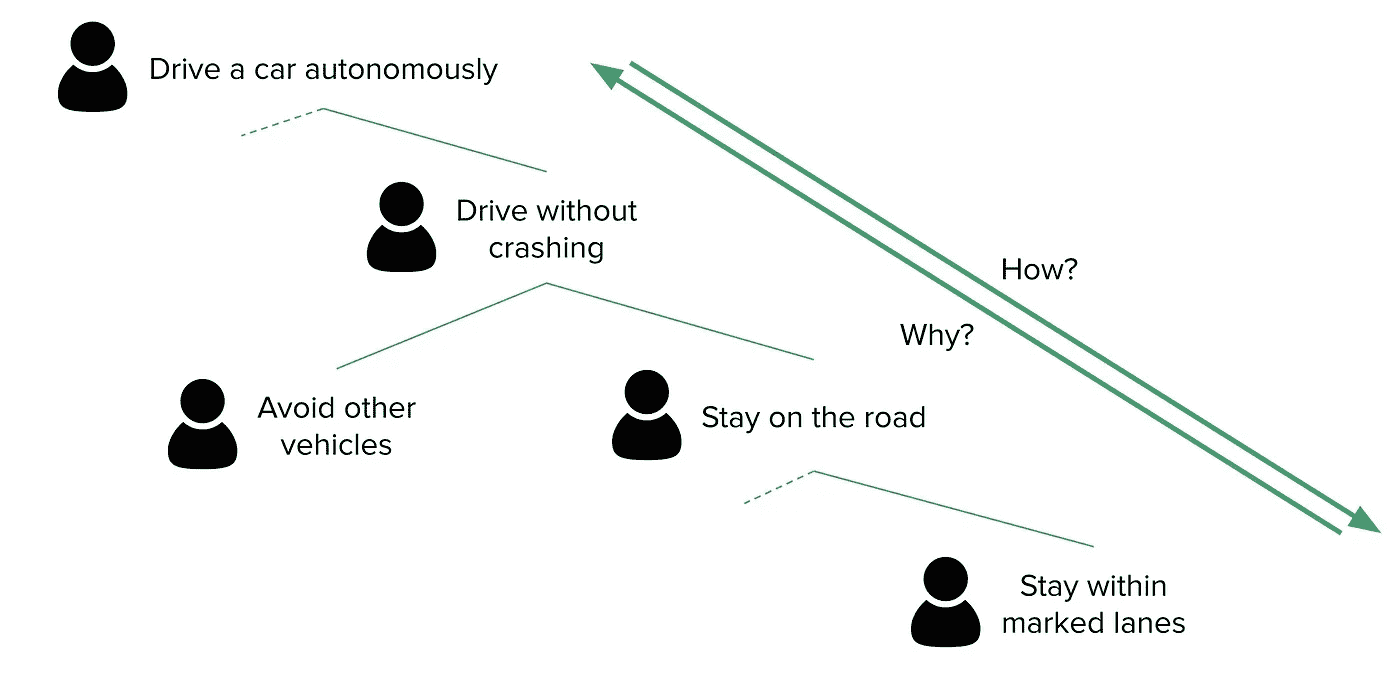 Drive a car autonomously
Drive without
crashing
How?
Why?
Avoid other
vehicles
Stay on the road
Stay within
marked lanes